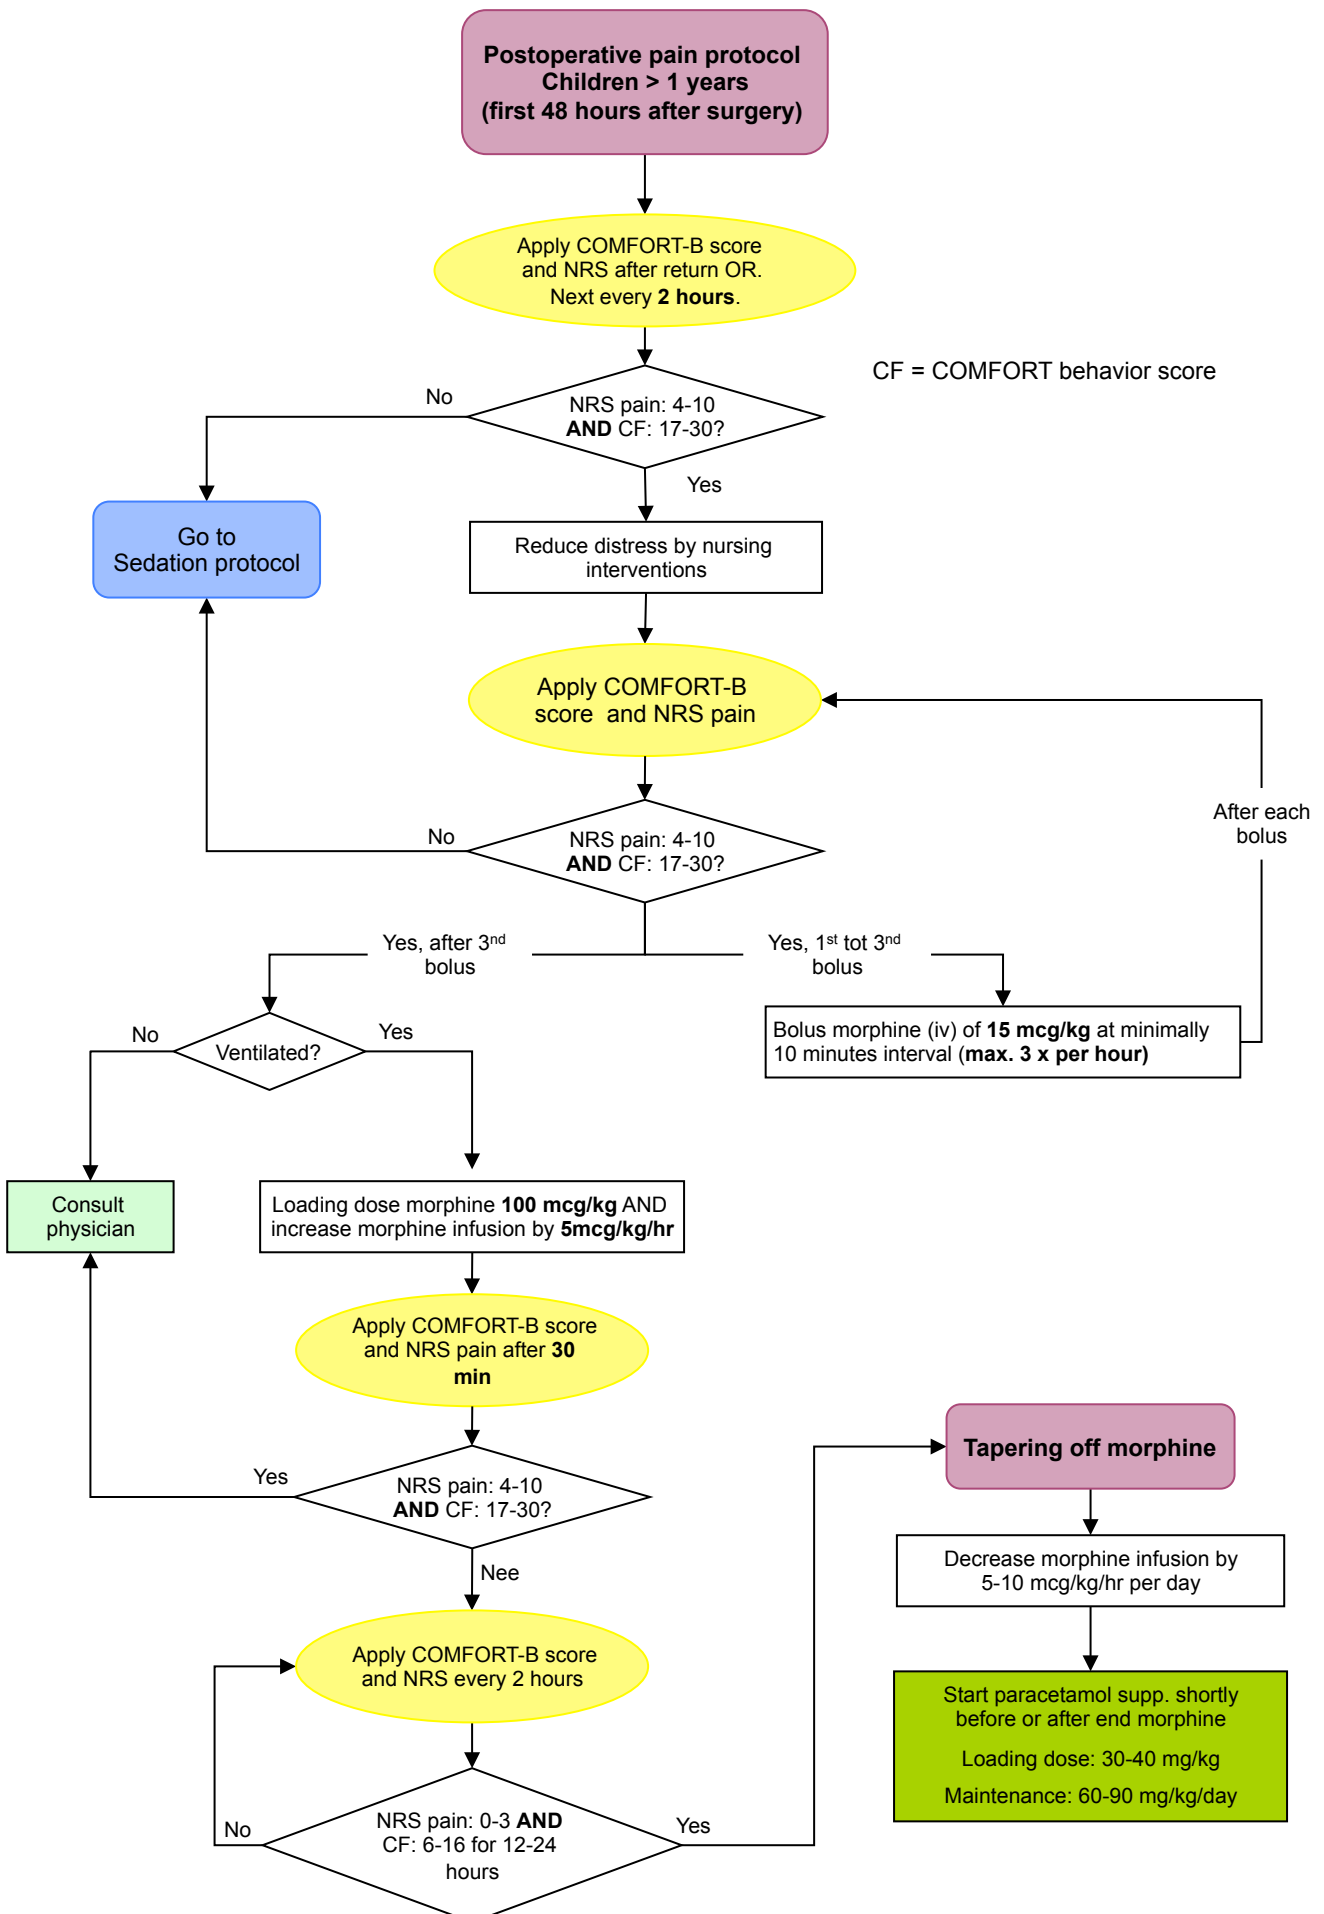 Postoperative pain protocol
Children > 1 years
(first 48 hours after surgery)
Apply COMFORT-B score
and NRS after return OR.
Next every 2 hours.
CF = COMFORT behavior score
No
NRS pain: 4-10
AND CF: 17-30?
Yes
Go to
Sedation protocol
Reduce distress by nursing
interventions
Apply COMFORT-B
score and NRS pain
After each
bolus
No
NRS pain: 4-10
AND CF: 17-30?
Yes, after 3nd
bolus
Yes, 1st tot 3nd
bolus
No
Ventilated?
Yes
Bolus morphine (iv) of 15 mcg/kg at minimally
10 minutes interval (max. 3 x per hour)
Consult
physician
Loading dose morphine 100 mcg/kg AND
increase morphine infusion by 5mcg/kg/hr
Apply COMFORT-B score
and NRS pain after 30
min
Yes
NRS pain: 4-10
AND CF: 17-30?
Nee
Apply COMFORT-B score
and NRS every 2 hours
No
NRS pain: 0-3 AND
CF: 6-16 for 12-24
hours
Yes
Tapering off morphine
Decrease morphine infusion by
5-10 mcg/kg/hr per day
Start paracetamol supp. shortly
before or after end morphine
Loading dose: 30-40 mg/kg
Maintenance: 60-90 mg/kg/day